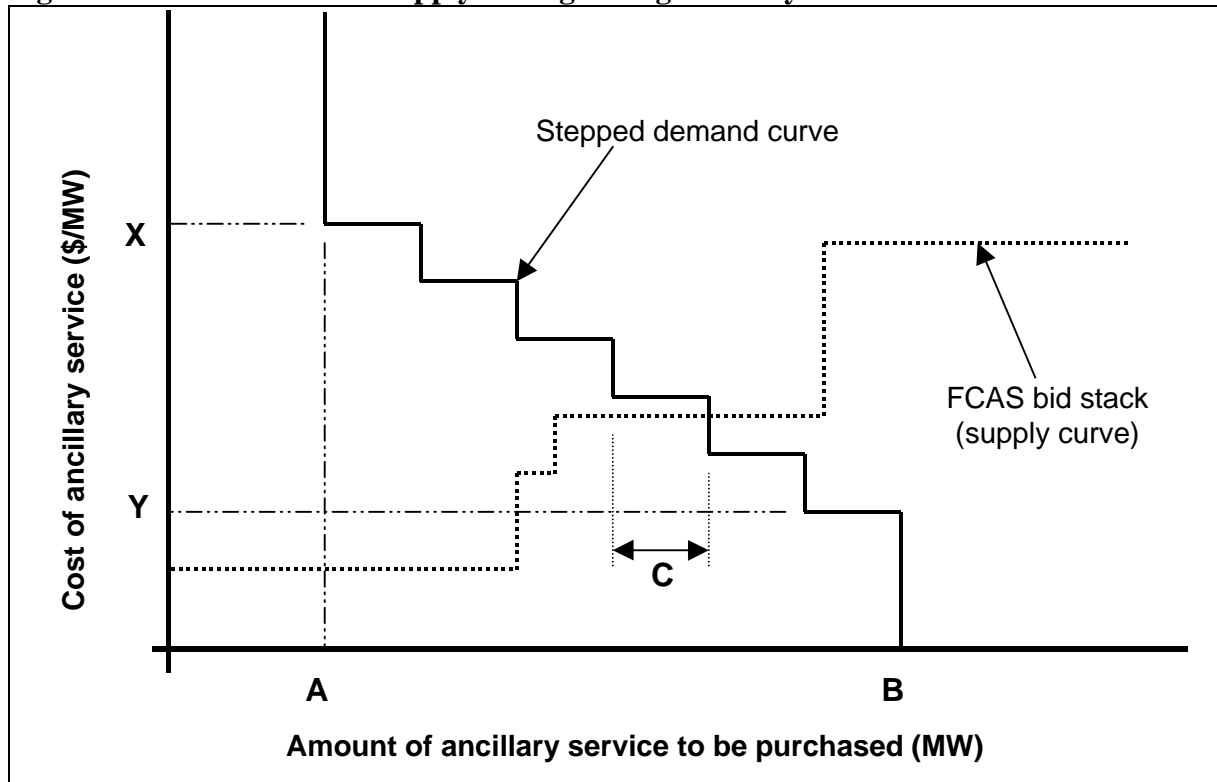 Stepped demand curve
X
Cost of ancillary service ($/MW)
FCAS bid stack
(supply curve)
Y
C
A
B
Amount of ancillary service to be purchased (MW)